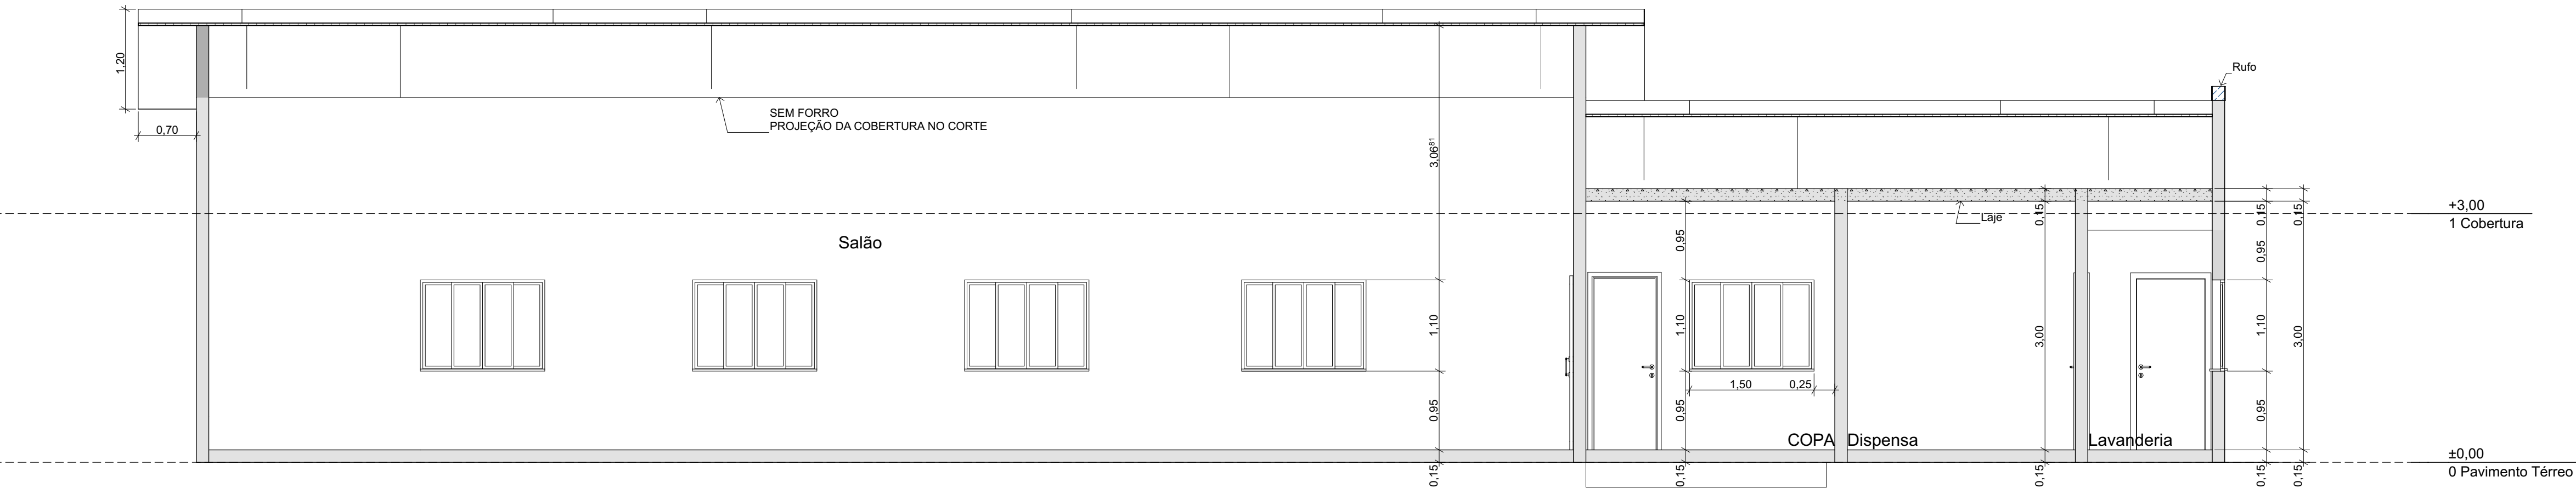 1,20
0,70
SEM FORRO
PROJEÇÃO DA COBERTURA NO CORTE
Salão
3,06⁸¹
1,10
0,95
0,15
Rufo
Laje
0,95
1,10
0,95
0,15
1,50
0,25
COPA
Dispensa
0,15
3,00
0,15
Lavanderia
0,15
0,95
1,10
0,95
0,15
0,15
3,00
0,15
+3,00
1 Cobertura
±0,00
0 Pavimento Térreo